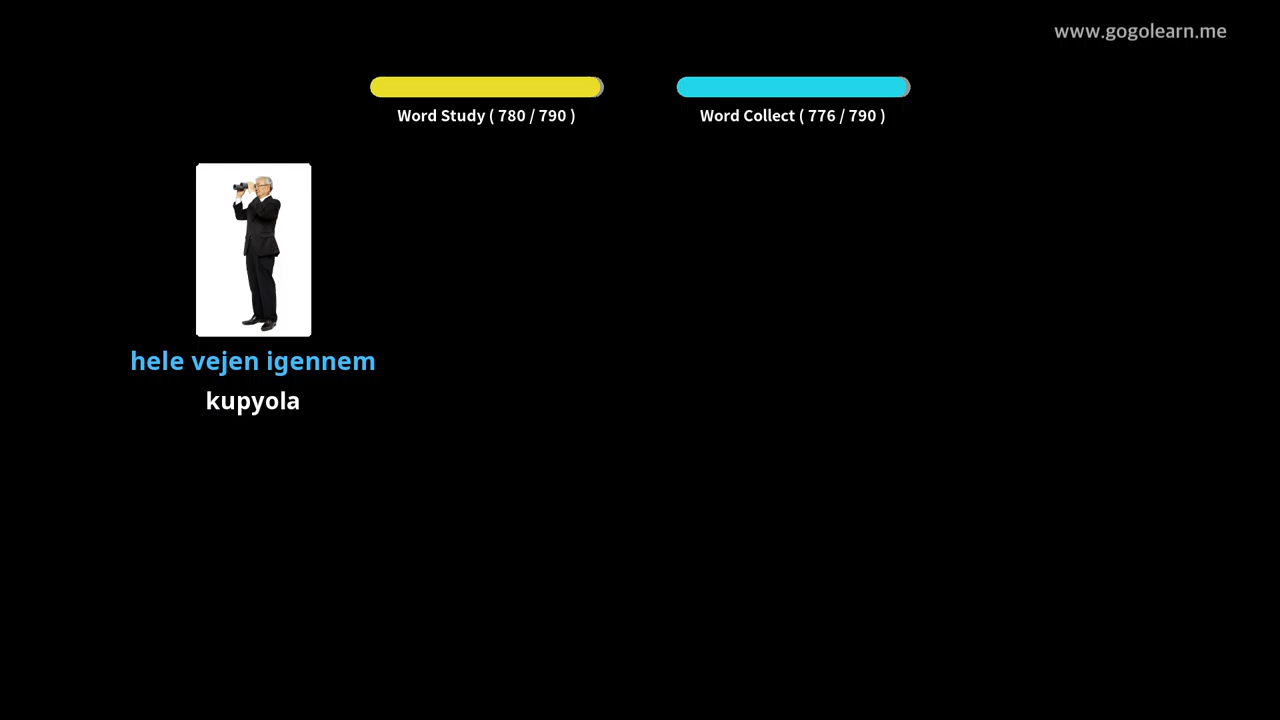 www.gogolearn.me
Word Study ( 780 / 790 )
Word Collect ( 776 / 790 )
hele vejen igennem
kupyola